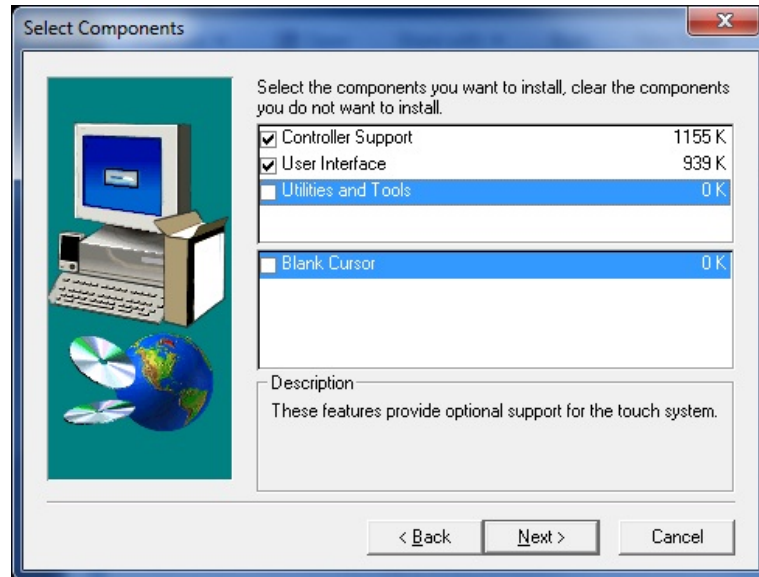 Select Components
Select the components you want to install, clear the components
you do not want to install.
Controller Support 1155 K
User Interface 939 K
Utilities and Tools 0 K
Blank Cursor 0 K
Description
These features provide optional support for the touch system.
< Back Next > Cancel